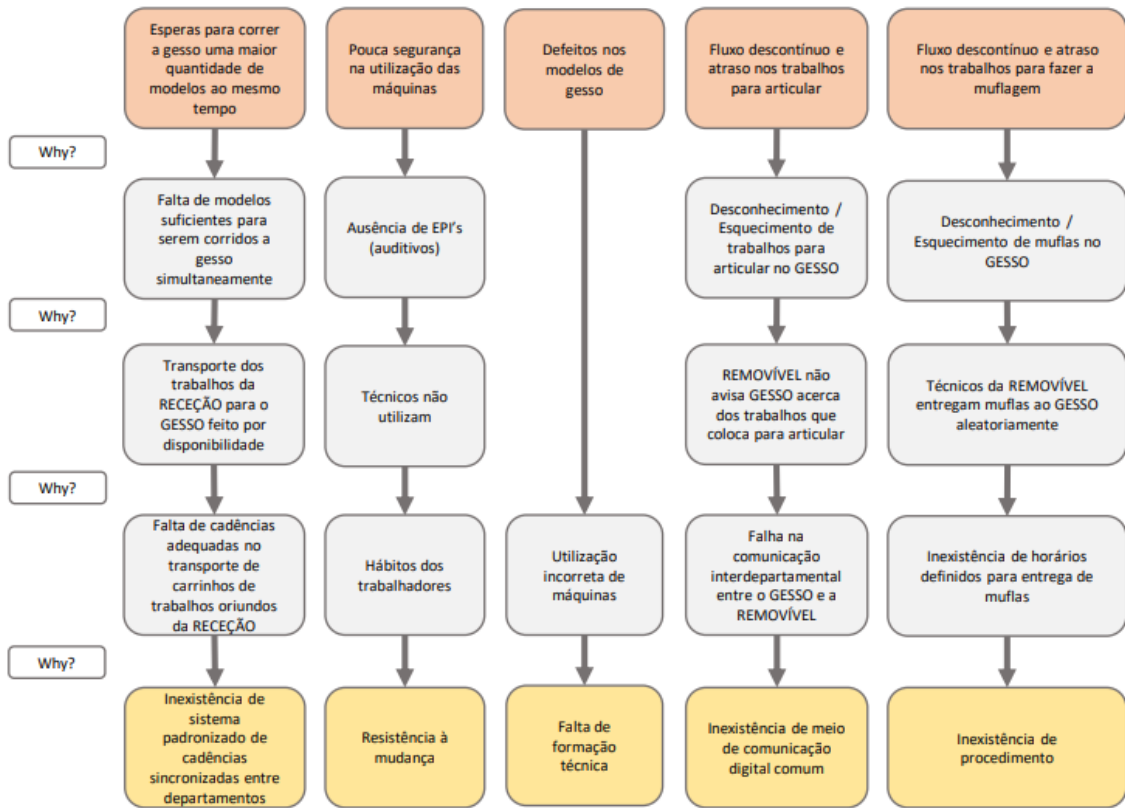 Esperas para correr
a gesso uma maior
quantidade de
modelos ao mesmo
tempo
Pouca segurança
na utilização das
máquinas
Defeitos nos
modelos de
gesso
Fluxo descontínuo e
atraso nos trabalhos
para articular
Fluxo descontínuo e atraso
nos trabalhos para fazer a
muflagem
Why?
Falta de modelos
suficientes para
serem corridos a
gesso
simultaneamente
Ausência de EPI’s
(auditivos)
Desconhecimento /
Esquecimento de
trabalhos para
articular no GESSO
Desconhecimento /
Esquecimento de muflas no
GESSO
Why?
Transporte dos
trabalhos da
RECEÇÃO para o
GESSO feito por
disponibilidade
Técnicos não
utilizam
REMOVÍVEL não
avisa GESSO acerca
dos trabalhos que
coloca para articular
Técnicos da REMOVÍVEL
entregam muflas ao GESSO
aleatoriamente
Why?
Falta de cadências
adequadas no
transporte de
carrinhos de
trabalhos oriundos
da RECEÇÃO
Hábitos dos
trabalhadores
Utilização
incorreta de
máquinas
Falha na
comunicação
interdepartamental
entre o GESSO e a
REMOVÍVEL
Inexistência de horários
definidos para entrega de
muflas
Why?
Inexistência de
sistema
padronizado de
cadências
sincronizadas entre
departamentos
Resistência à
mudança
Falta de
formação
técnica
Inexistência de meio
de comunicação
digital comum
Inexistência de
procedimento